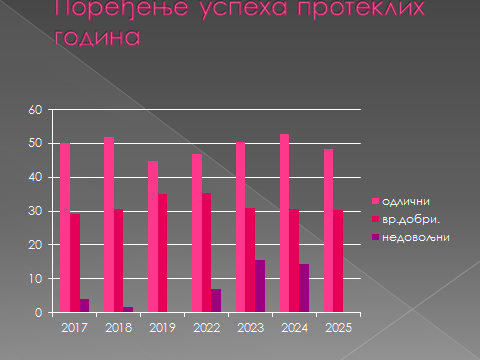 Поређење успеха протеклих
година
60
50
40
30
20
10
0
2017 2018 2019 2022 2023 2024 2025
одлични
вр.добри.
недовољни